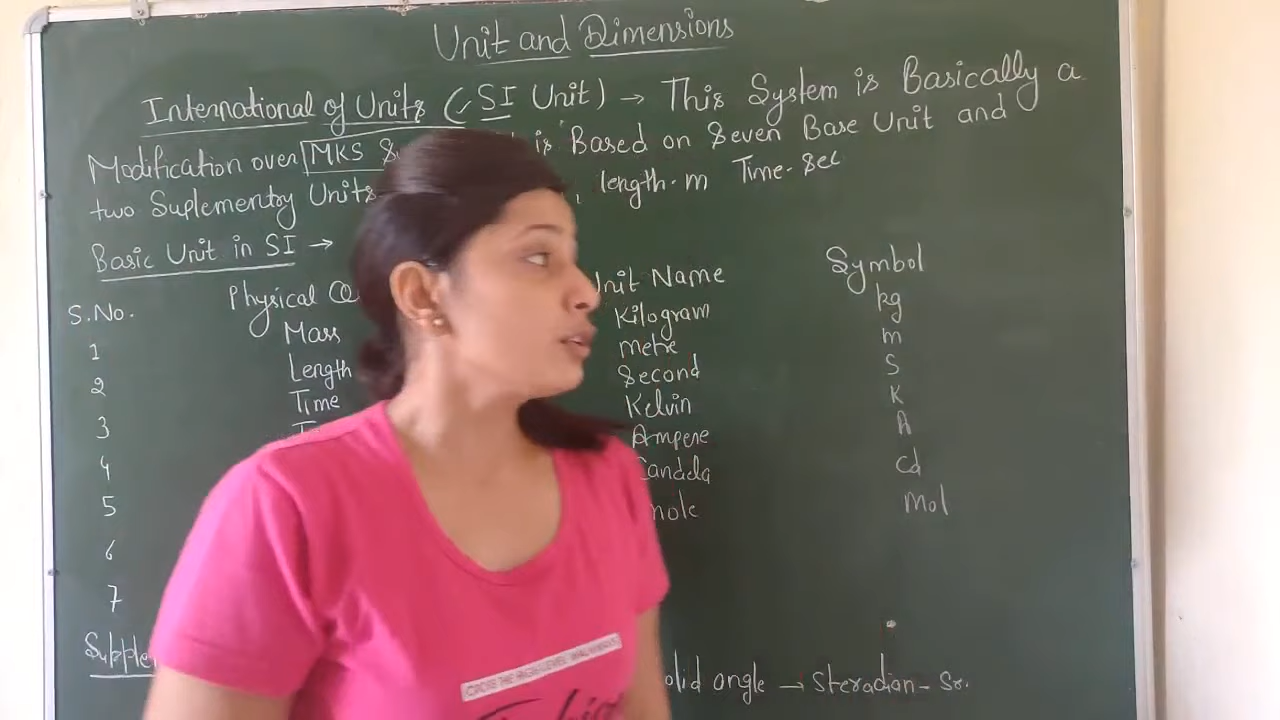 Unit and Dimensions
International of Units (SI Unit) → This System is Basically a
Modification over MKS is Based on Seven Base Unit and
two Suplementry Units , length-m Time-sec
Basic Unit in SI →
S.No. Physical Unit Name Symbol
1 Mass Kilogram kg
2 Length metre m
3 Time Second S
4 Kelvin K
5 Ampere A
6 Candela Cd
7 mole Mol
Supple olid angle → Steradian - Sr.